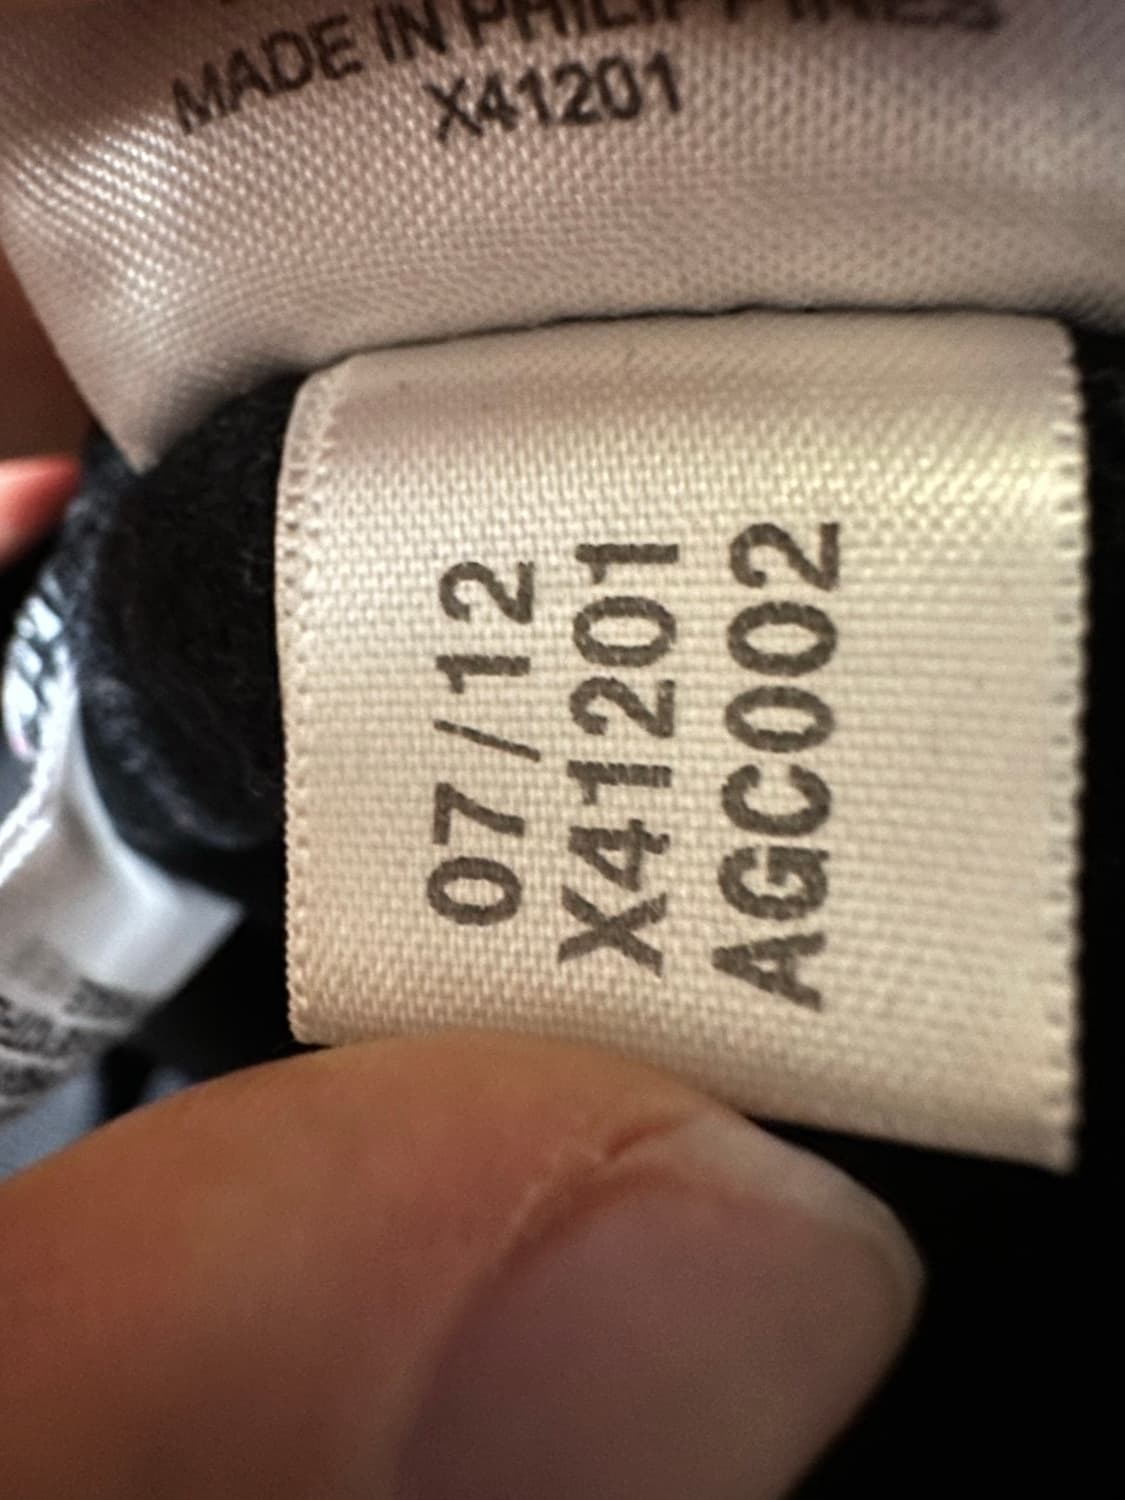 MADE IN PHILIPPINES
X41201
07/12
X41201
AGC002